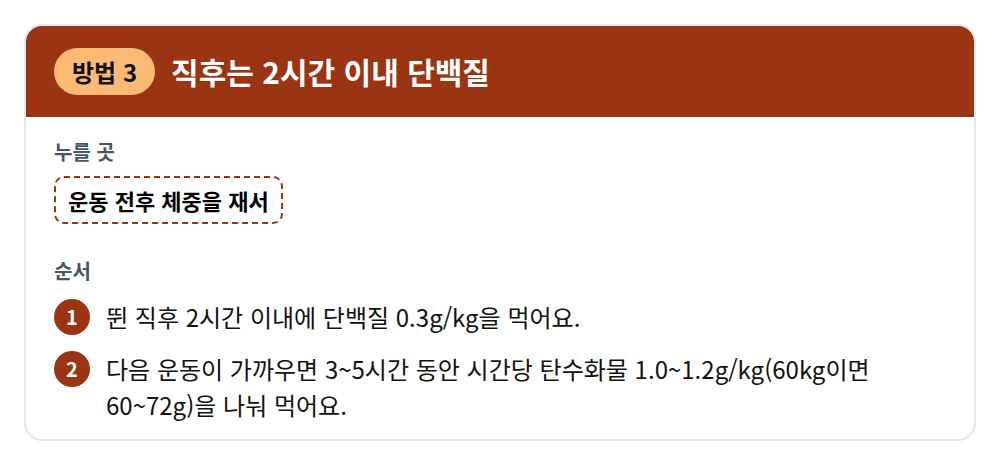 방법 3 직후는 2시간 이내 단백질
누를 곳
운동 전후 체중을 재서
순서
1 뛴 직후 2시간 이내에 단백질 0.3g/kg을 먹어요.
2 다음 운동이 가까우면 3~5시간 동안 시간당 탄수화물 1.0~1.2g/kg(60kg이면
60~72g)을 나눠 먹어요.